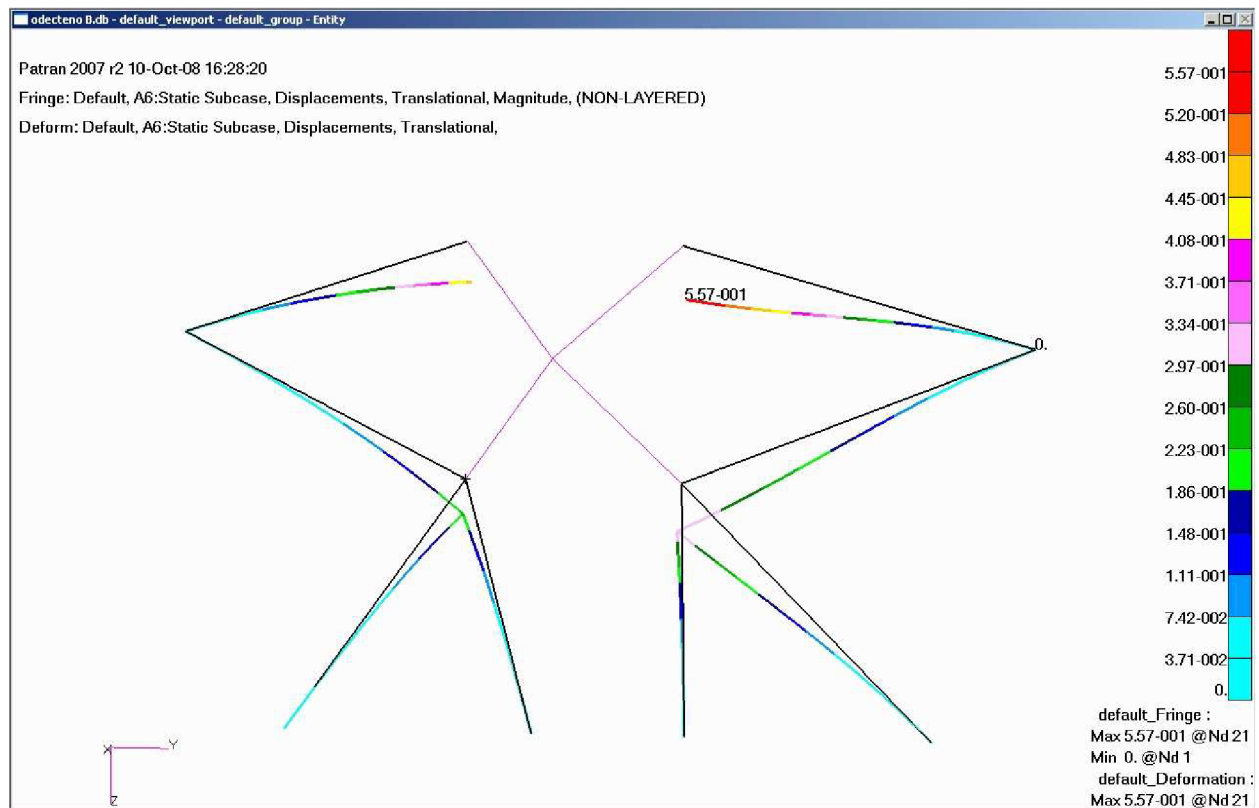 odecteno B.db - default_viewport - default_group - Entity
Patran 2007 r2 10-Oct-08 16:28:20
Fringe: Default, A6:Static Subcase, Displacements, Translational, Magnitude, (NON-LAYERED)
Deform: Default, A6:Static Subcase, Displacements, Translational,
5.57-001
5.20-001
4.83-001
4.45-001
4.08-001
3.71-001
3.34-001
2.97-001
2.60-001
2.23-001
1.86-001
1.48-001
1.11-001
7.42-002
3.71-002
0.
5.57-001
0.
X
Y
Z
default_Fringe :
Max 5.57-001 @Nd 21
Min 0. @Nd 1
default_Deformation :
Max 5.57-001 @Nd 21